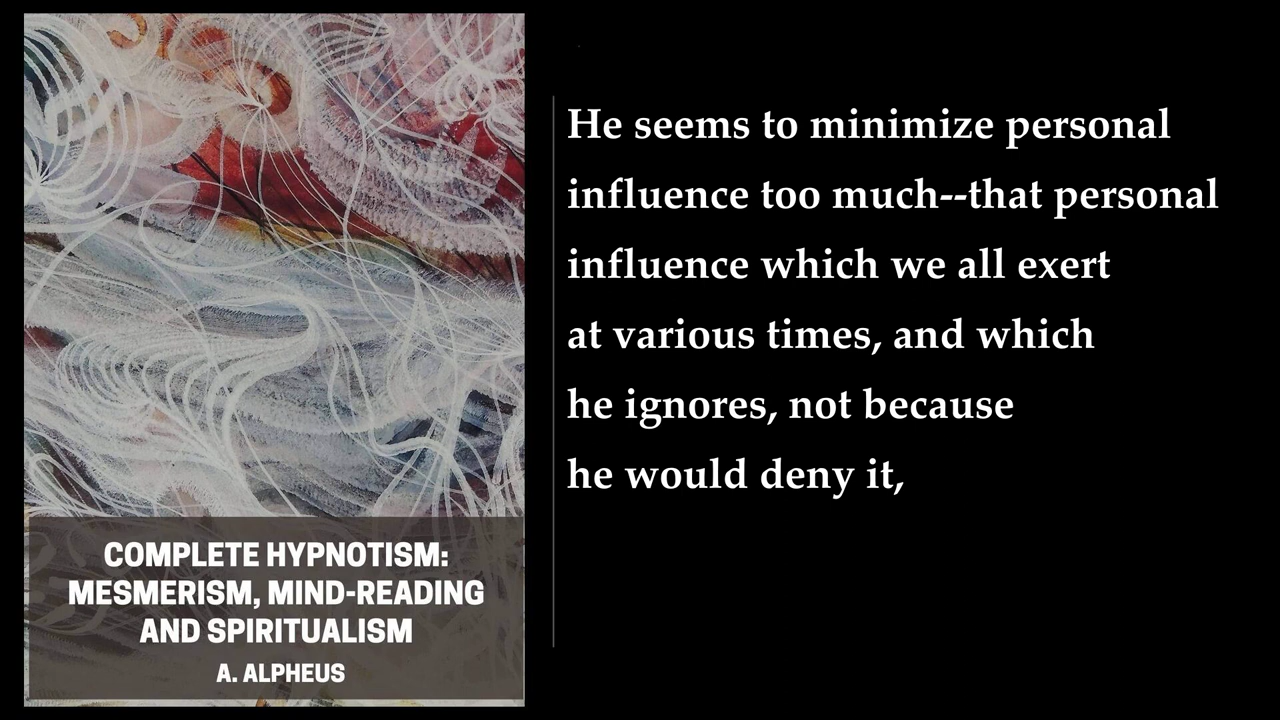 He seems to minimize personal
influence too much--that personal
influence which we all exert
at various times, and which
he ignores, not because
he would deny it,
COMPLETE HYPNOTISM:
MESMERISM, MIND-READING
AND SPIRITUALISM
A. ALPHEUS